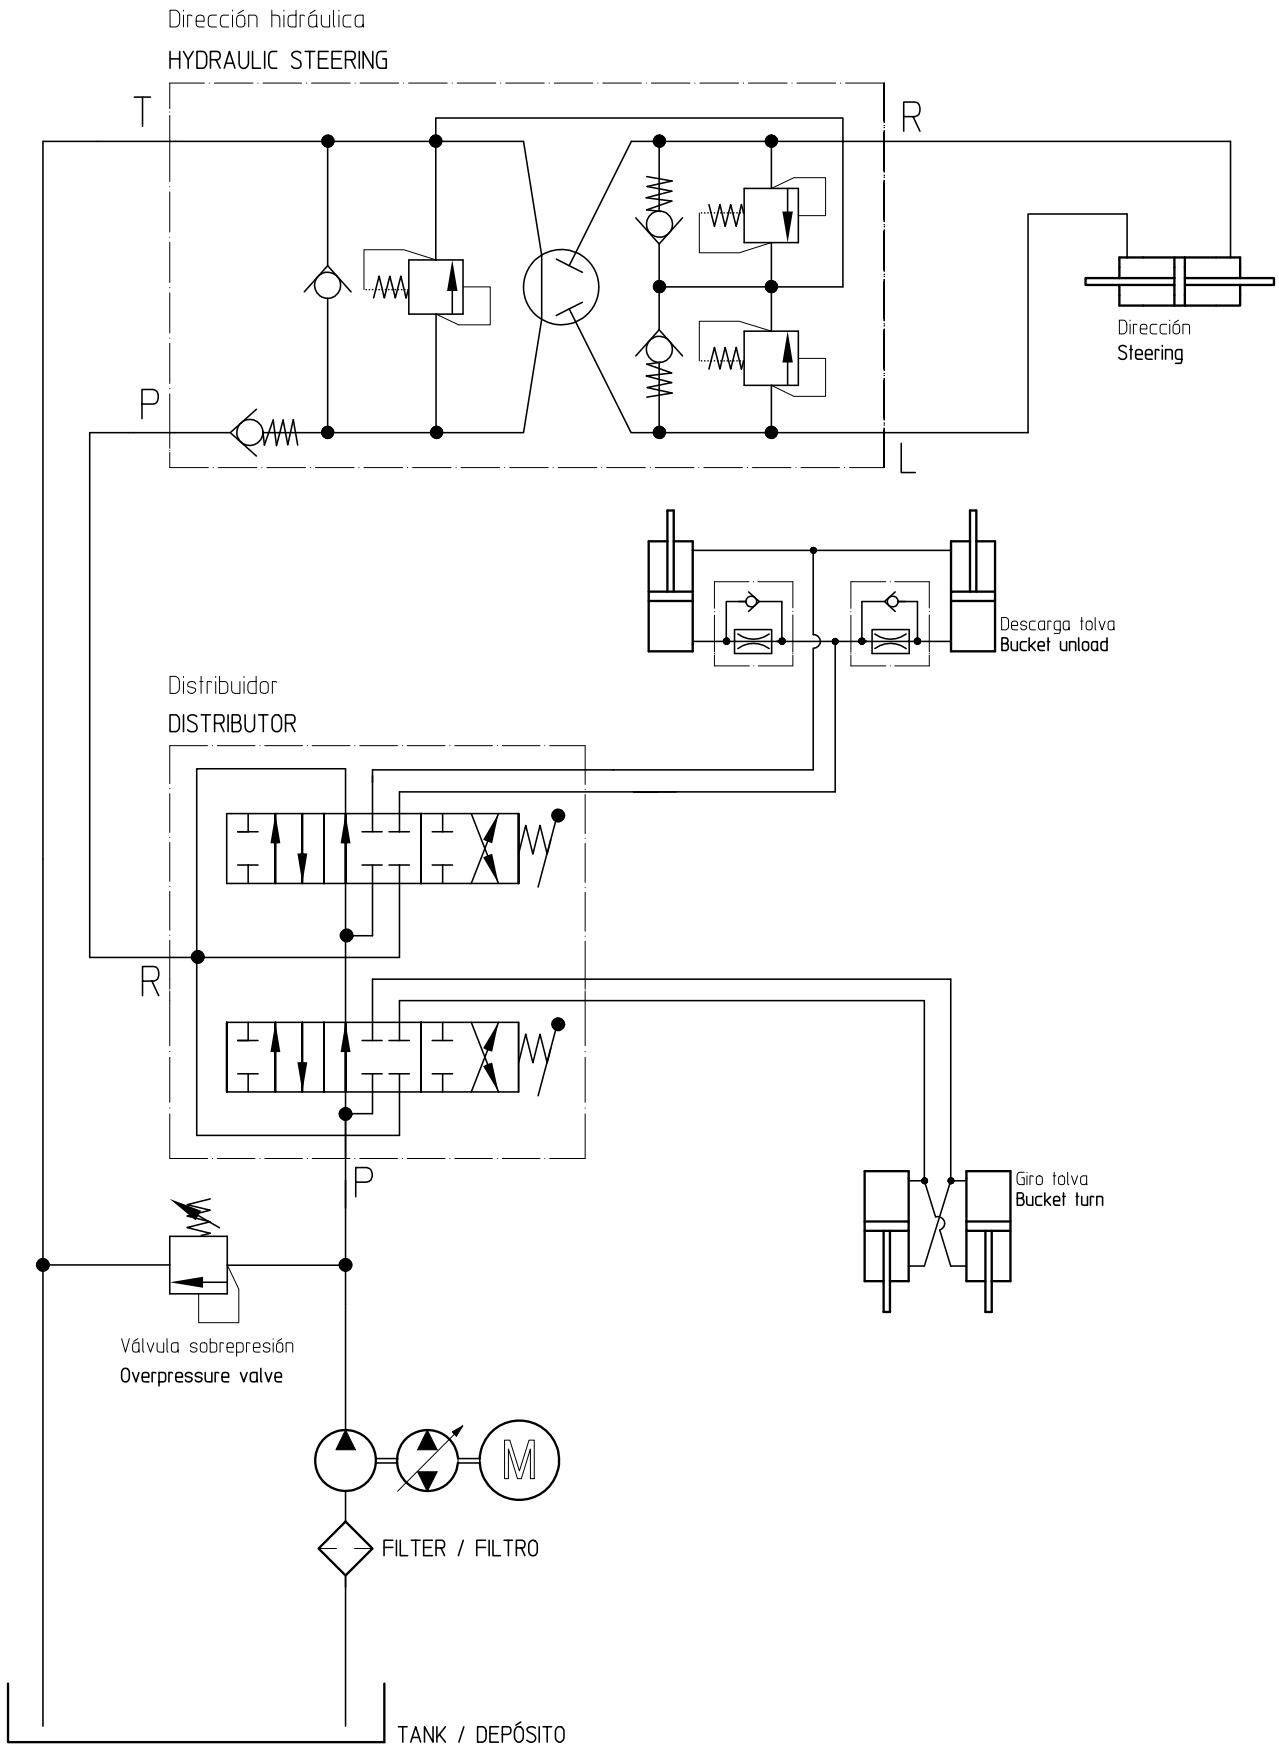 Dirección hidráulica
HYDRAULIC STEERING
T
R
P
L
Dirección
Steering
Descarga tolva
Bucket unload
Distribuidor
DISTRIBUTOR
R
P
Giro tolva
Bucket turn
Válvula sobrepresión
Overpressure valve
M
FILTER / FILTRO
TANK / DEPÓSITO